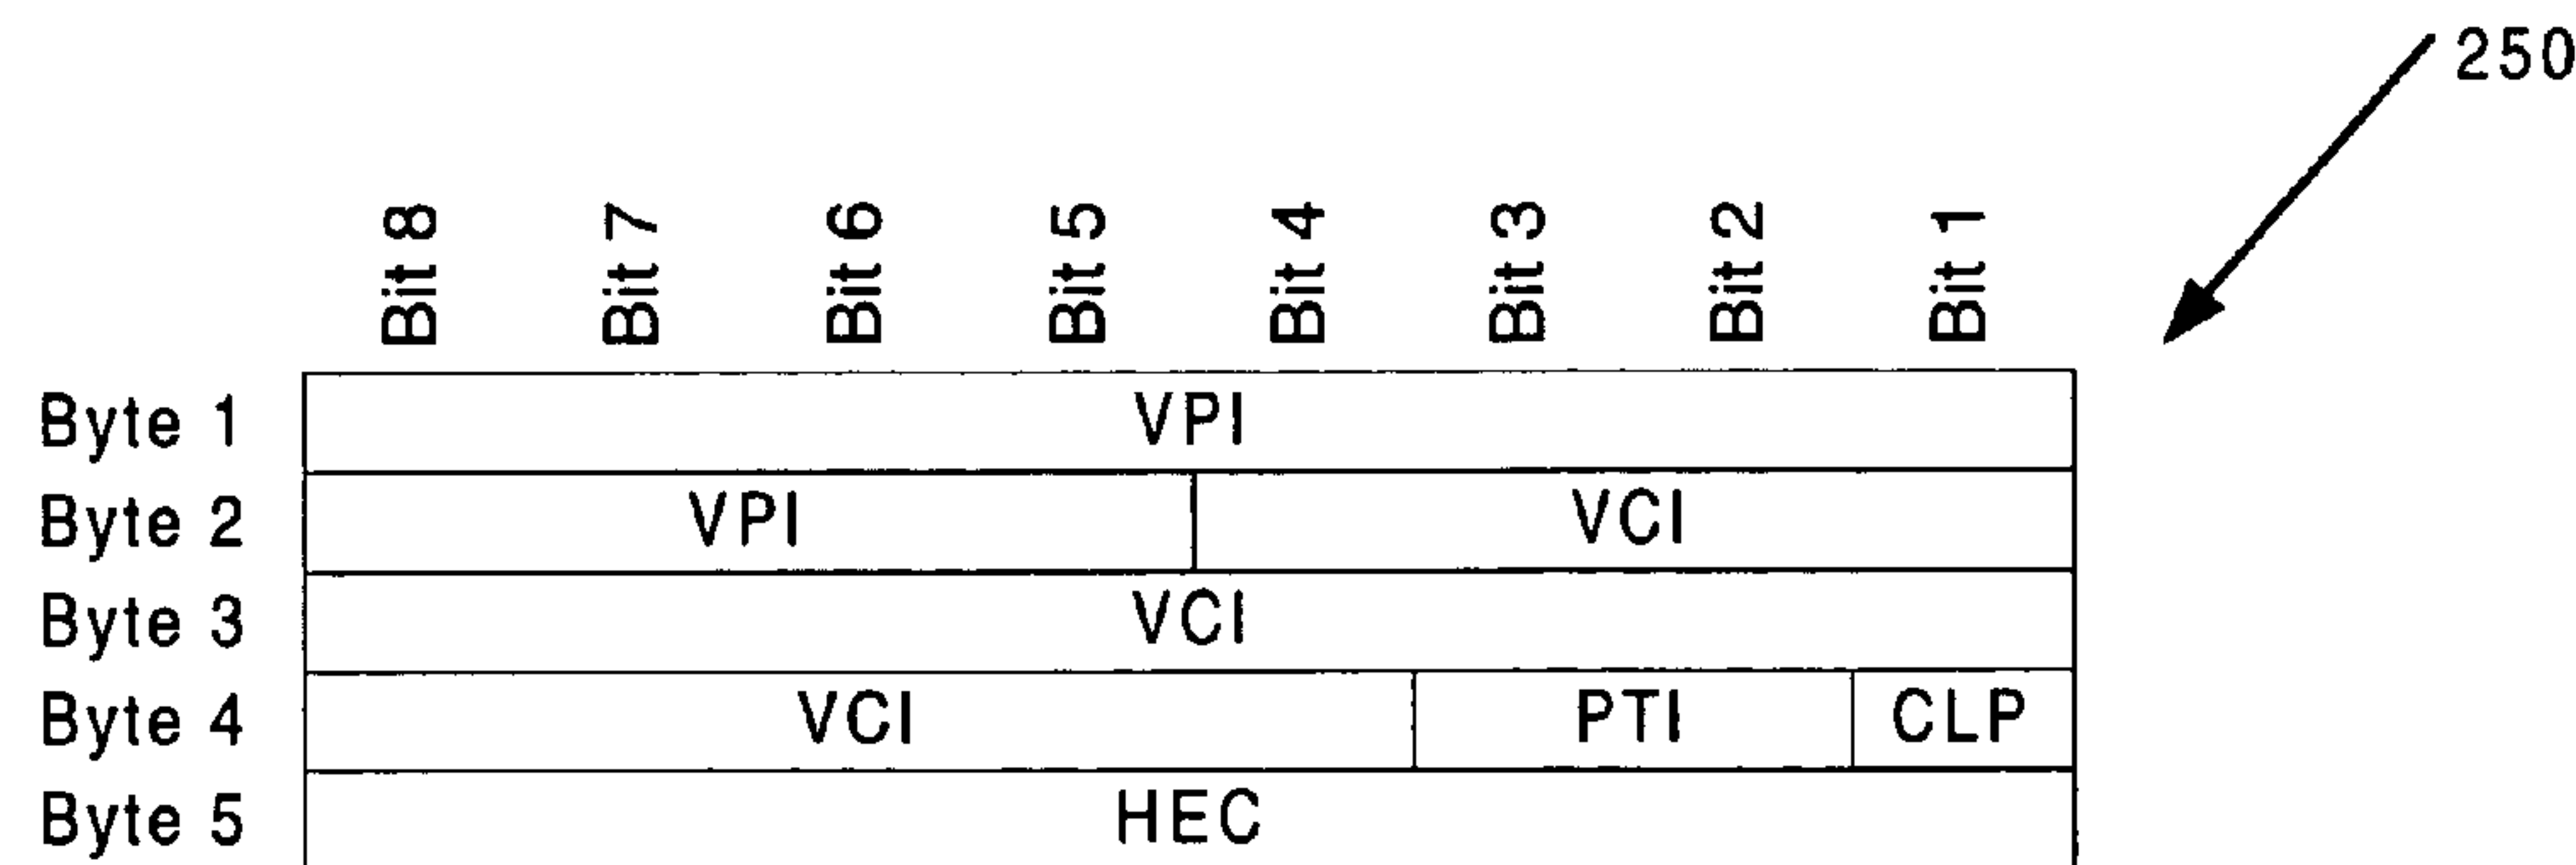 250
Bit 8 Bit 7 Bit 6 Bit 5 Bit 4 Bit 3 Bit 2 Bit 1
Byte 1 VPI
Byte 2 VPI VCI
Byte 3 VCI
Byte 4 VCI PTI CLP
Byte 5 HEC